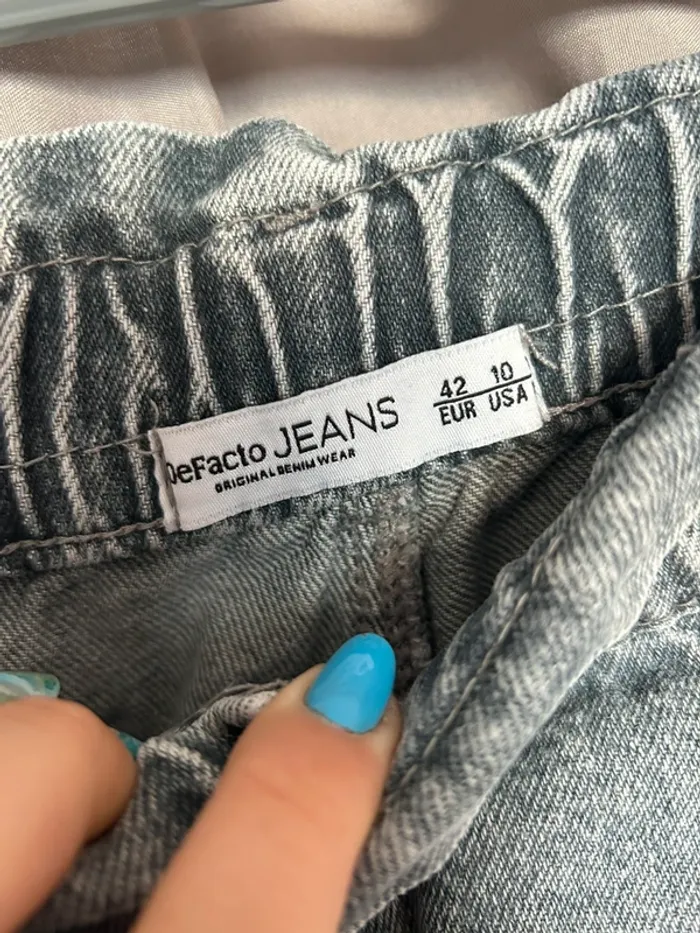 DeFacto JEANS
ORIGINAL DENIM WEAR
42 10
EUR USA